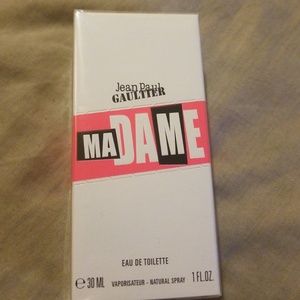 Jean Paul
GAULTIER
MADAME
EAU DE TOILETTE
℮ 30 ML VAPORISATEUR - NATURAL SPRAY 1 FL.OZ.